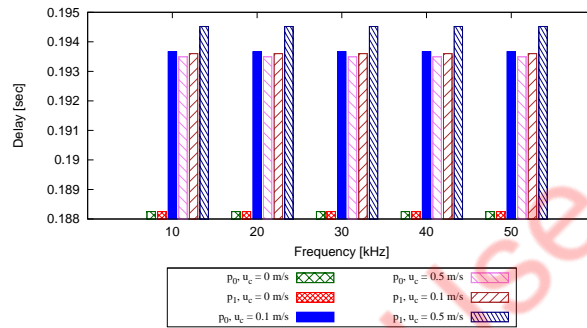 0.195
0.194
0.193
0.192
0.191
0.19
0.189
0.188
Delay [sec]
10 20 30 40 50
Frequency [kHz]
p0, uc = 0 m/s
p1, uc = 0 m/s
p0, uc = 0.1 m/s
p0, uc = 0.5 m/s
p1, uc = 0.1 m/s
p1, uc = 0.5 m/s